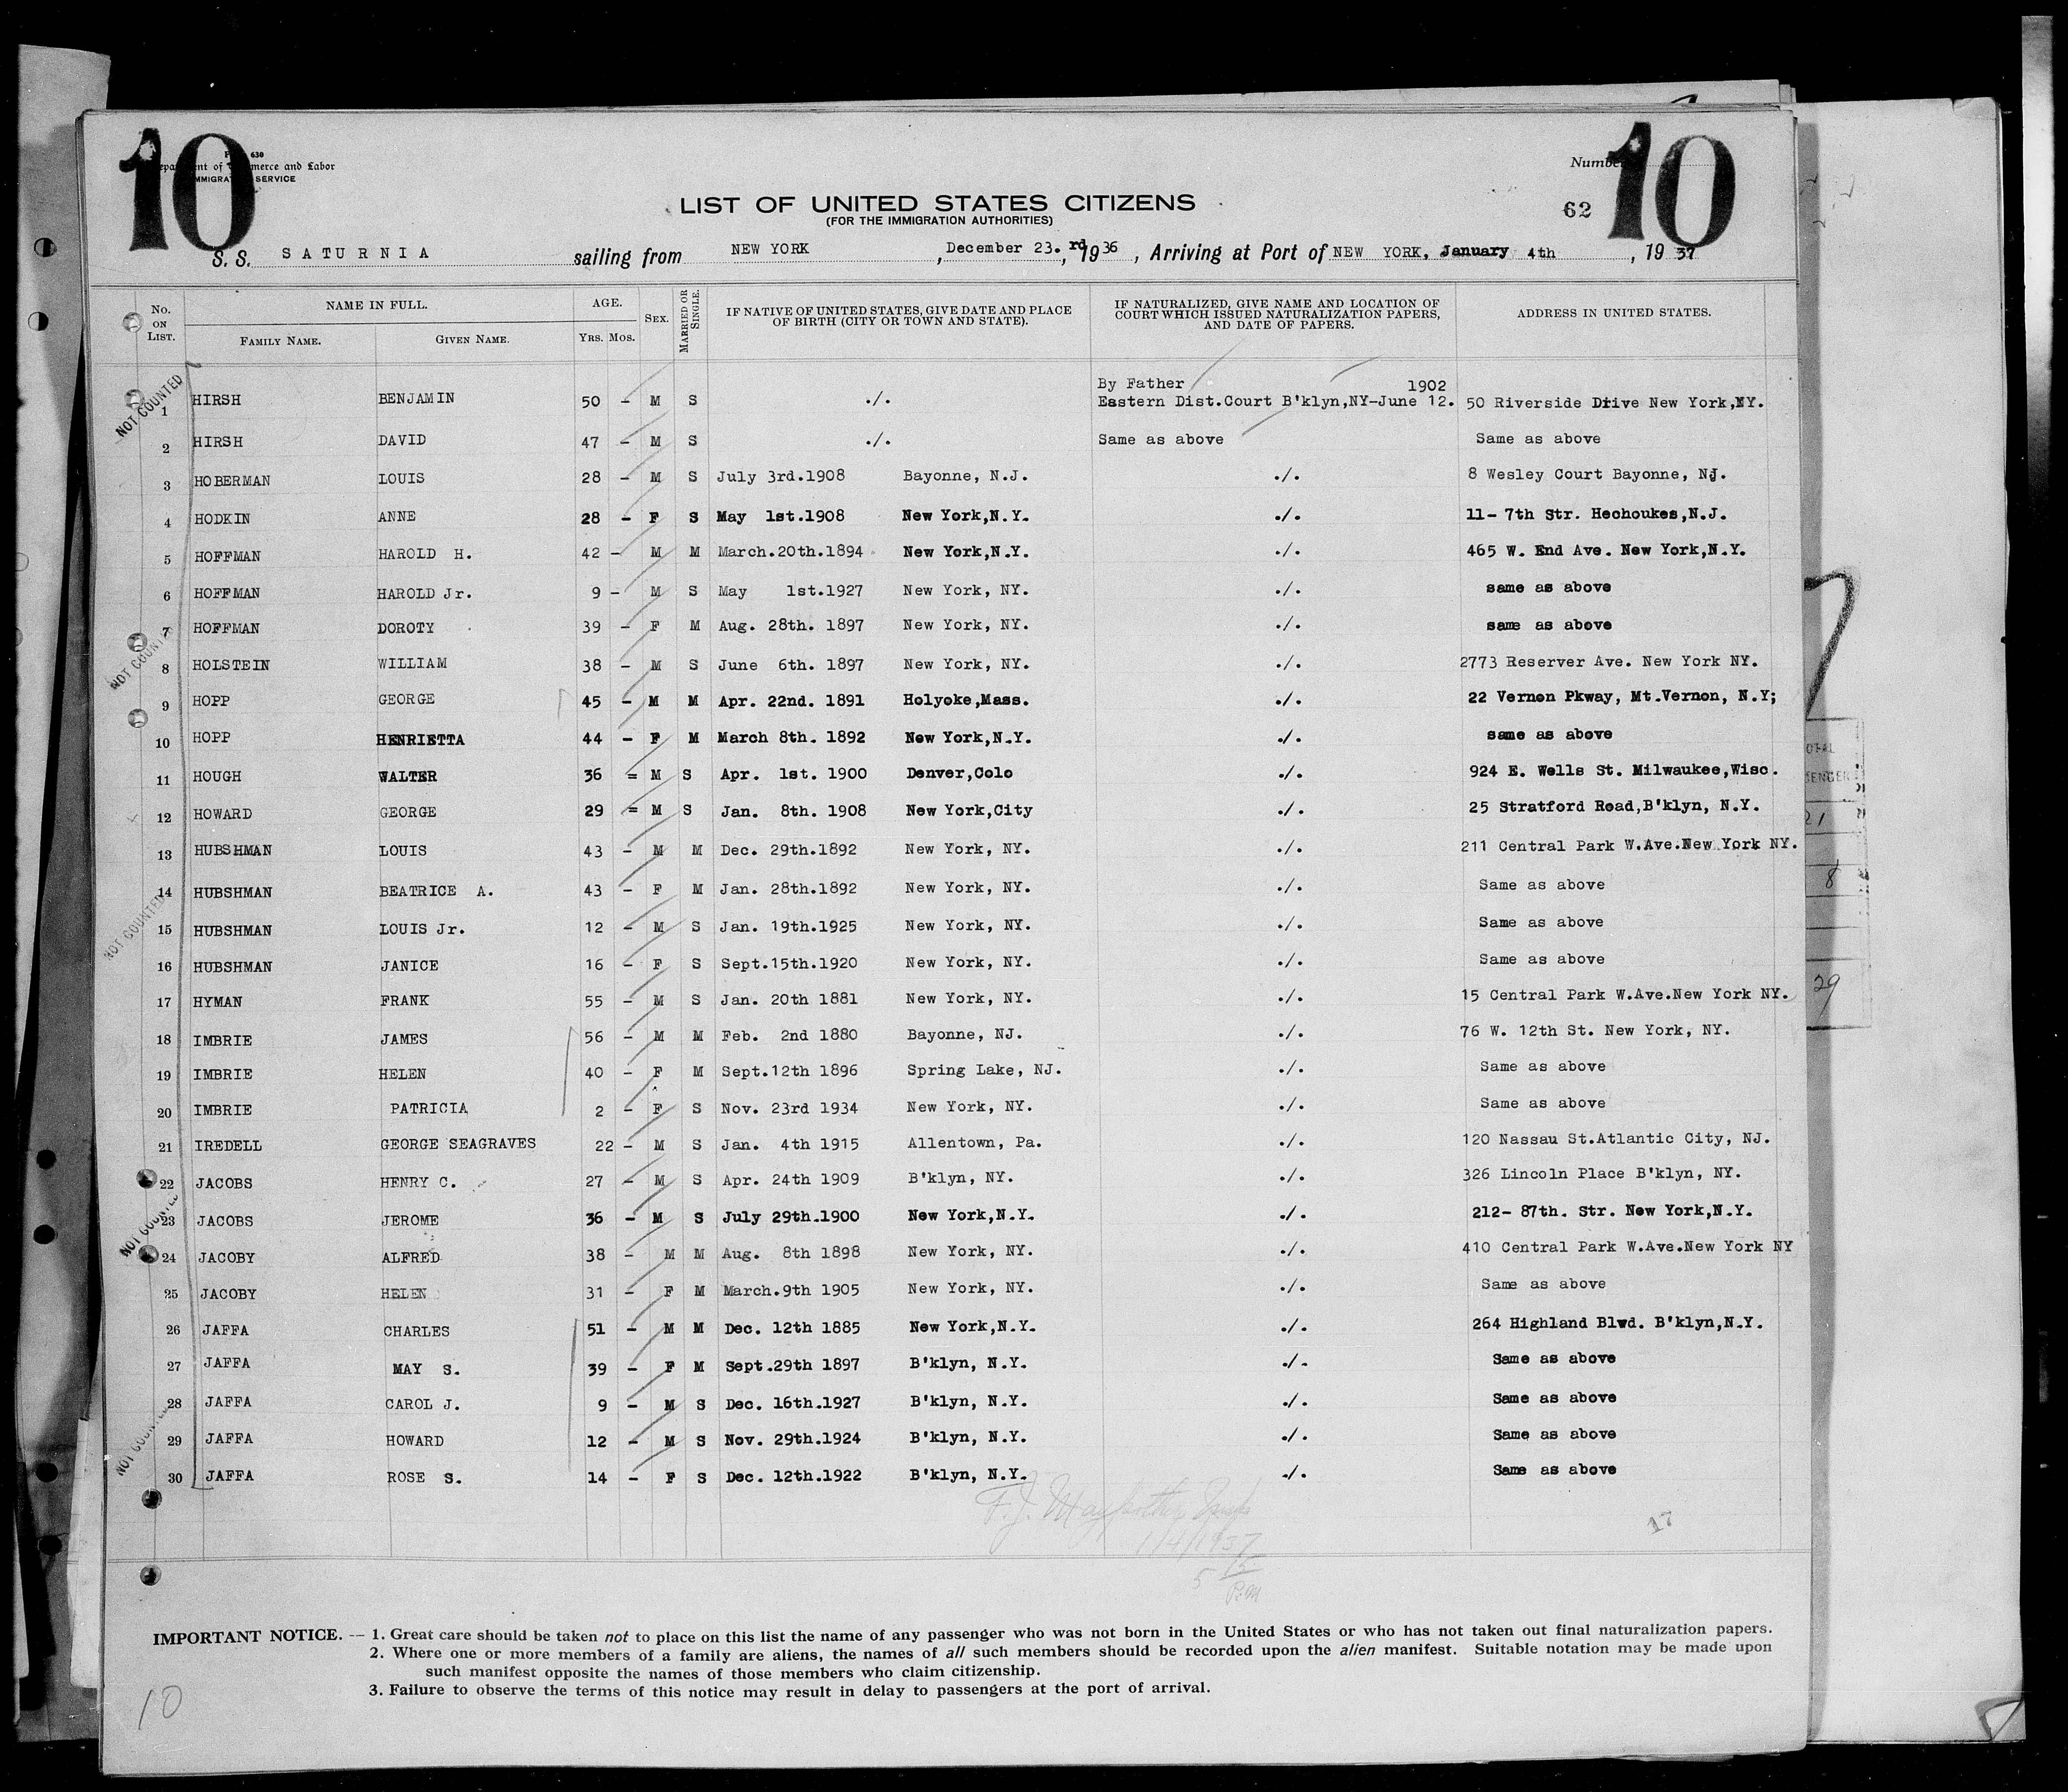 10
10
630
merce and Labor
SERVICE
Number
62
LIST OF UNITED STATES CITIZENS
(FOR THE IMMIGRATION AUTHORITIES)
S. S. SATURNIA sailing from NEW YORK, December 23.rd, 1936, Arriving at Port of NEW YORK, January 4th, 1937
No. ON LIST. NAME IN FULL. AGE. SEX. MARRIED OR SINGLE. IF NATIVE OF UNITED STATES, GIVE DATE AND PLACE OF BIRTH (CITY OR TOWN AND STATE). IF NATURALIZED, GIVE NAME AND LOCATION OF COURT WHICH ISSUED NATURALIZATION PAPERS, AND DATE OF PAPERS. ADDRESS IN UNITED STATES.
FAMILY NAME. GIVEN NAME. YRS. MOS.
NOT COUNTED
By Father 1902
1 HIRSH BENJAMIN 50 - M S ./. Eastern Dist.Court B'klyn,NY-June 12. 50 Riverside Drive New York,NY.
2 HIRSH DAVID 47 - M S ./. Same as above Same as above
3 HOBERMAN LOUIS 28 - M S July 3rd.1908 Bayonne, N.J. ./. 8 Wesley Court Bayonne, NJ.
4 HODKIN ANNE 28 - F S May 1st.1908 New York,N.Y. ./. 11- 7th Str. Hechoukes,N.J.
5 HOFFMAN HAROLD H. 42 - M M March.20th.1894 New York,N.Y. ./. 465 W. End Ave. New York,N.Y.
6 HOFFMAN HAROLD Jr. 9 - M S May 1st.1927 New York, NY. ./. same as above
7 HOFFMAN DOROTY 39 - F M Aug. 28th. 1897 New York, NY. ./. same as above
NOT COUNTED
8 HOLSTEIN WILLIAM 38 - M S June 6th. 1897 New York, NY. ./. 2773 Reserver Ave. New York NY.
9 HOPP GEORGE 45 - M M Apr. 22nd. 1891 Holyoke,Mass. ./. 22 Vernon Pkway, Mt.Vernon, N.Y;
10 HOPP HENRIETTA 44 - F M March 8th. 1892 New York,N.Y. ./. same as above
11 HOUGH WALTER 36 = M S Apr. 1st. 1900 Denver,Colo ./. 924 E. Wells St. Milwaukee,Wisc.
12 HOWARD GEORGE 29 = M S Jan. 8th. 1908 New York,City ./. 25 Stratford Road,B'klyn, N.Y.
13 HUBSHMAN LOUIS 43 - M M Dec. 29th.1892 New York, NY. ./. 211 Central Park W.Ave.New York NY.
14 HUBSHMAN BEATRICE A. 43 - F M Jan. 28th.1892 New York, NY. ./. Same as above
NOT COUNTED
15 HUBSHMAN LOUIS Jr. 12 - M S Jan. 19th.1925 New York, NY. ./. Same as above
16 HUBSHMAN JANICE 16 - F S Sept.15th.1920 New York, NY. ./. Same as above
17 HYMAN FRANK 55 - M S Jan. 20th 1881 New York, NY. ./. 15 Central Park W.Ave.New York NY.
18 IMBRIE JAMES 56 - M M Feb. 2nd 1880 Bayonne, NJ. ./. 76 W. 12th St. New York, NY.
19 IMBRIE HELEN 40 - F M Sept.12th 1896 Spring Lake, NJ. ./. Same as above
20 IMBRIE PATRICIA 2 - F S Nov. 23rd 1934 New York, NY. ./. Same as above
21 IREDELL GEORGE SEAGRAVES 22 - M S Jan. 4th 1915 Allentown, Pa. ./. 120 Nassau St.Atlantic City, NJ.
22 JACOBS HENRY C. 27 - M S Apr. 24th 1909 B'klyn, NY. ./. 326 Lincoln Place B'klyn, NY.
NOT COUNTED
23 JACOBS JEROME 36 - M S July 29th.1900 New York,N.Y. ./. 212- 87th. Str. New York,N.Y.
24 JACOBY ALFRED 38 - M M Aug. 8th 1898 New York, NY. ./. 410 Central Park W.Ave.New York NY
25 JACOBY HELEN 31 - F M March.9th 1905 New York, NY. ./. Same as above
26 JAFFA CHARLES 51 - M M Dec. 12th 1885 New York,N.Y. ./. 264 Highland Blvd. B'klyn,N.Y.
27 JAFFA MAY S. 39 - F M Sept.29th 1897 B'klyn, N.Y. ./. Same as above
28 JAFFA CAROL J. 9 - M S Dec. 16th.1927 B'klyn, N.Y. ./. Same as above
NOT COUNTED
29 JAFFA HOWARD 12 - M S Nov. 29th.1924 B'klyn, N.Y. ./. Same as above
30 JAFFA ROSE S. 14 - F S Dec. 12th.1922 B'klyn, N.Y. ./. Same as above
F. J.
1/4/1937
5 15
P.M
17
IMPORTANT NOTICE. — 1. Great care should be taken not to place on this list the name of any passenger who was not born in the United States or who has not taken out final naturalization papers.
2. Where one or more members of a family are aliens, the names of all such members should be recorded upon the alien manifest. Suitable notation may be made upon
such manifest opposite the names of those members who claim citizenship.
3. Failure to observe the terms of this notice may result in delay to passengers at the port of arrival.
10
7
21
8
29